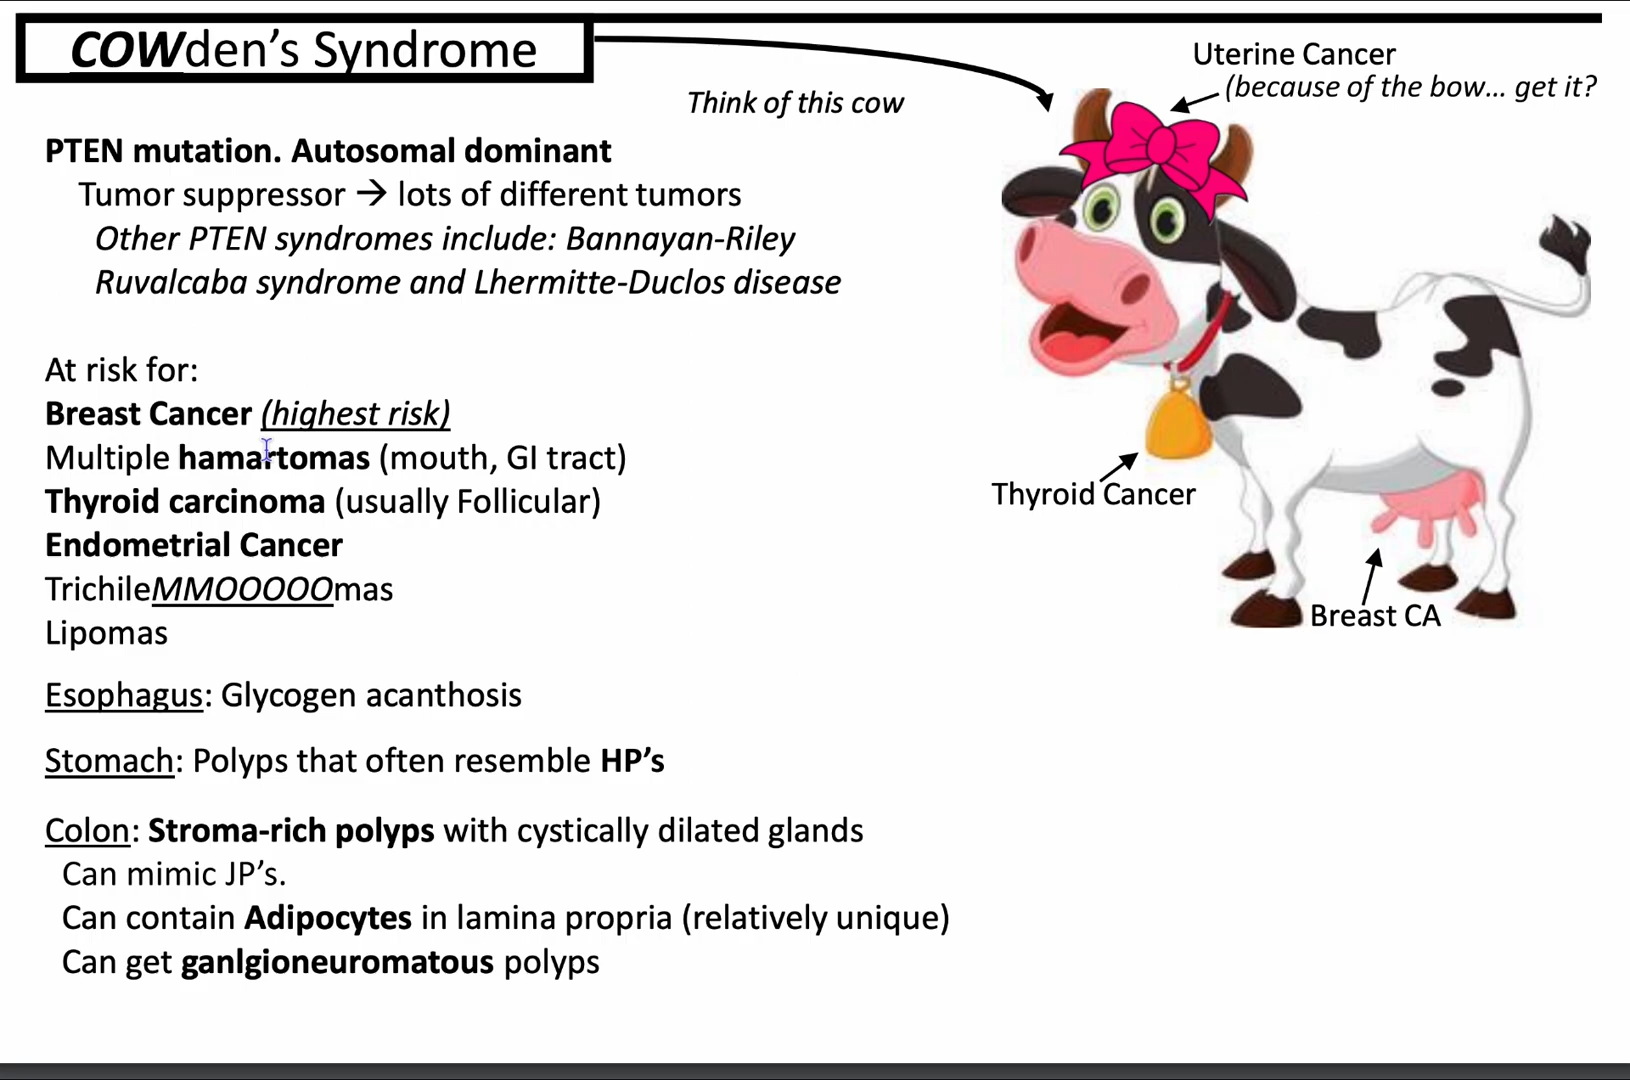 COWden's Syndrome
Uterine Cancer
(because of the bow... get it?
Think of this cow
PTEN mutation. Autosomal dominant
Tumor suppressor → lots of different tumors
Other PTEN syndromes include: Bannayan-Riley
Ruvalcaba syndrome and Lhermitte-Duclos disease
At risk for:
Breast Cancer (highest risk)
Multiple hamartomas (mouth, GI tract)
Thyroid carcinoma (usually Follicular)
Endometrial Cancer
TrichileMMOOOOOmas
Lipomas
Thyroid Cancer
Breast CA
Esophagus: Glycogen acanthosis
Stomach: Polyps that often resemble HP's
Colon: Stroma-rich polyps with cystically dilated glands
Can mimic JP's.
Can contain Adipocytes in lamina propria (relatively unique)
Can get ganlgioneuromatous polyps